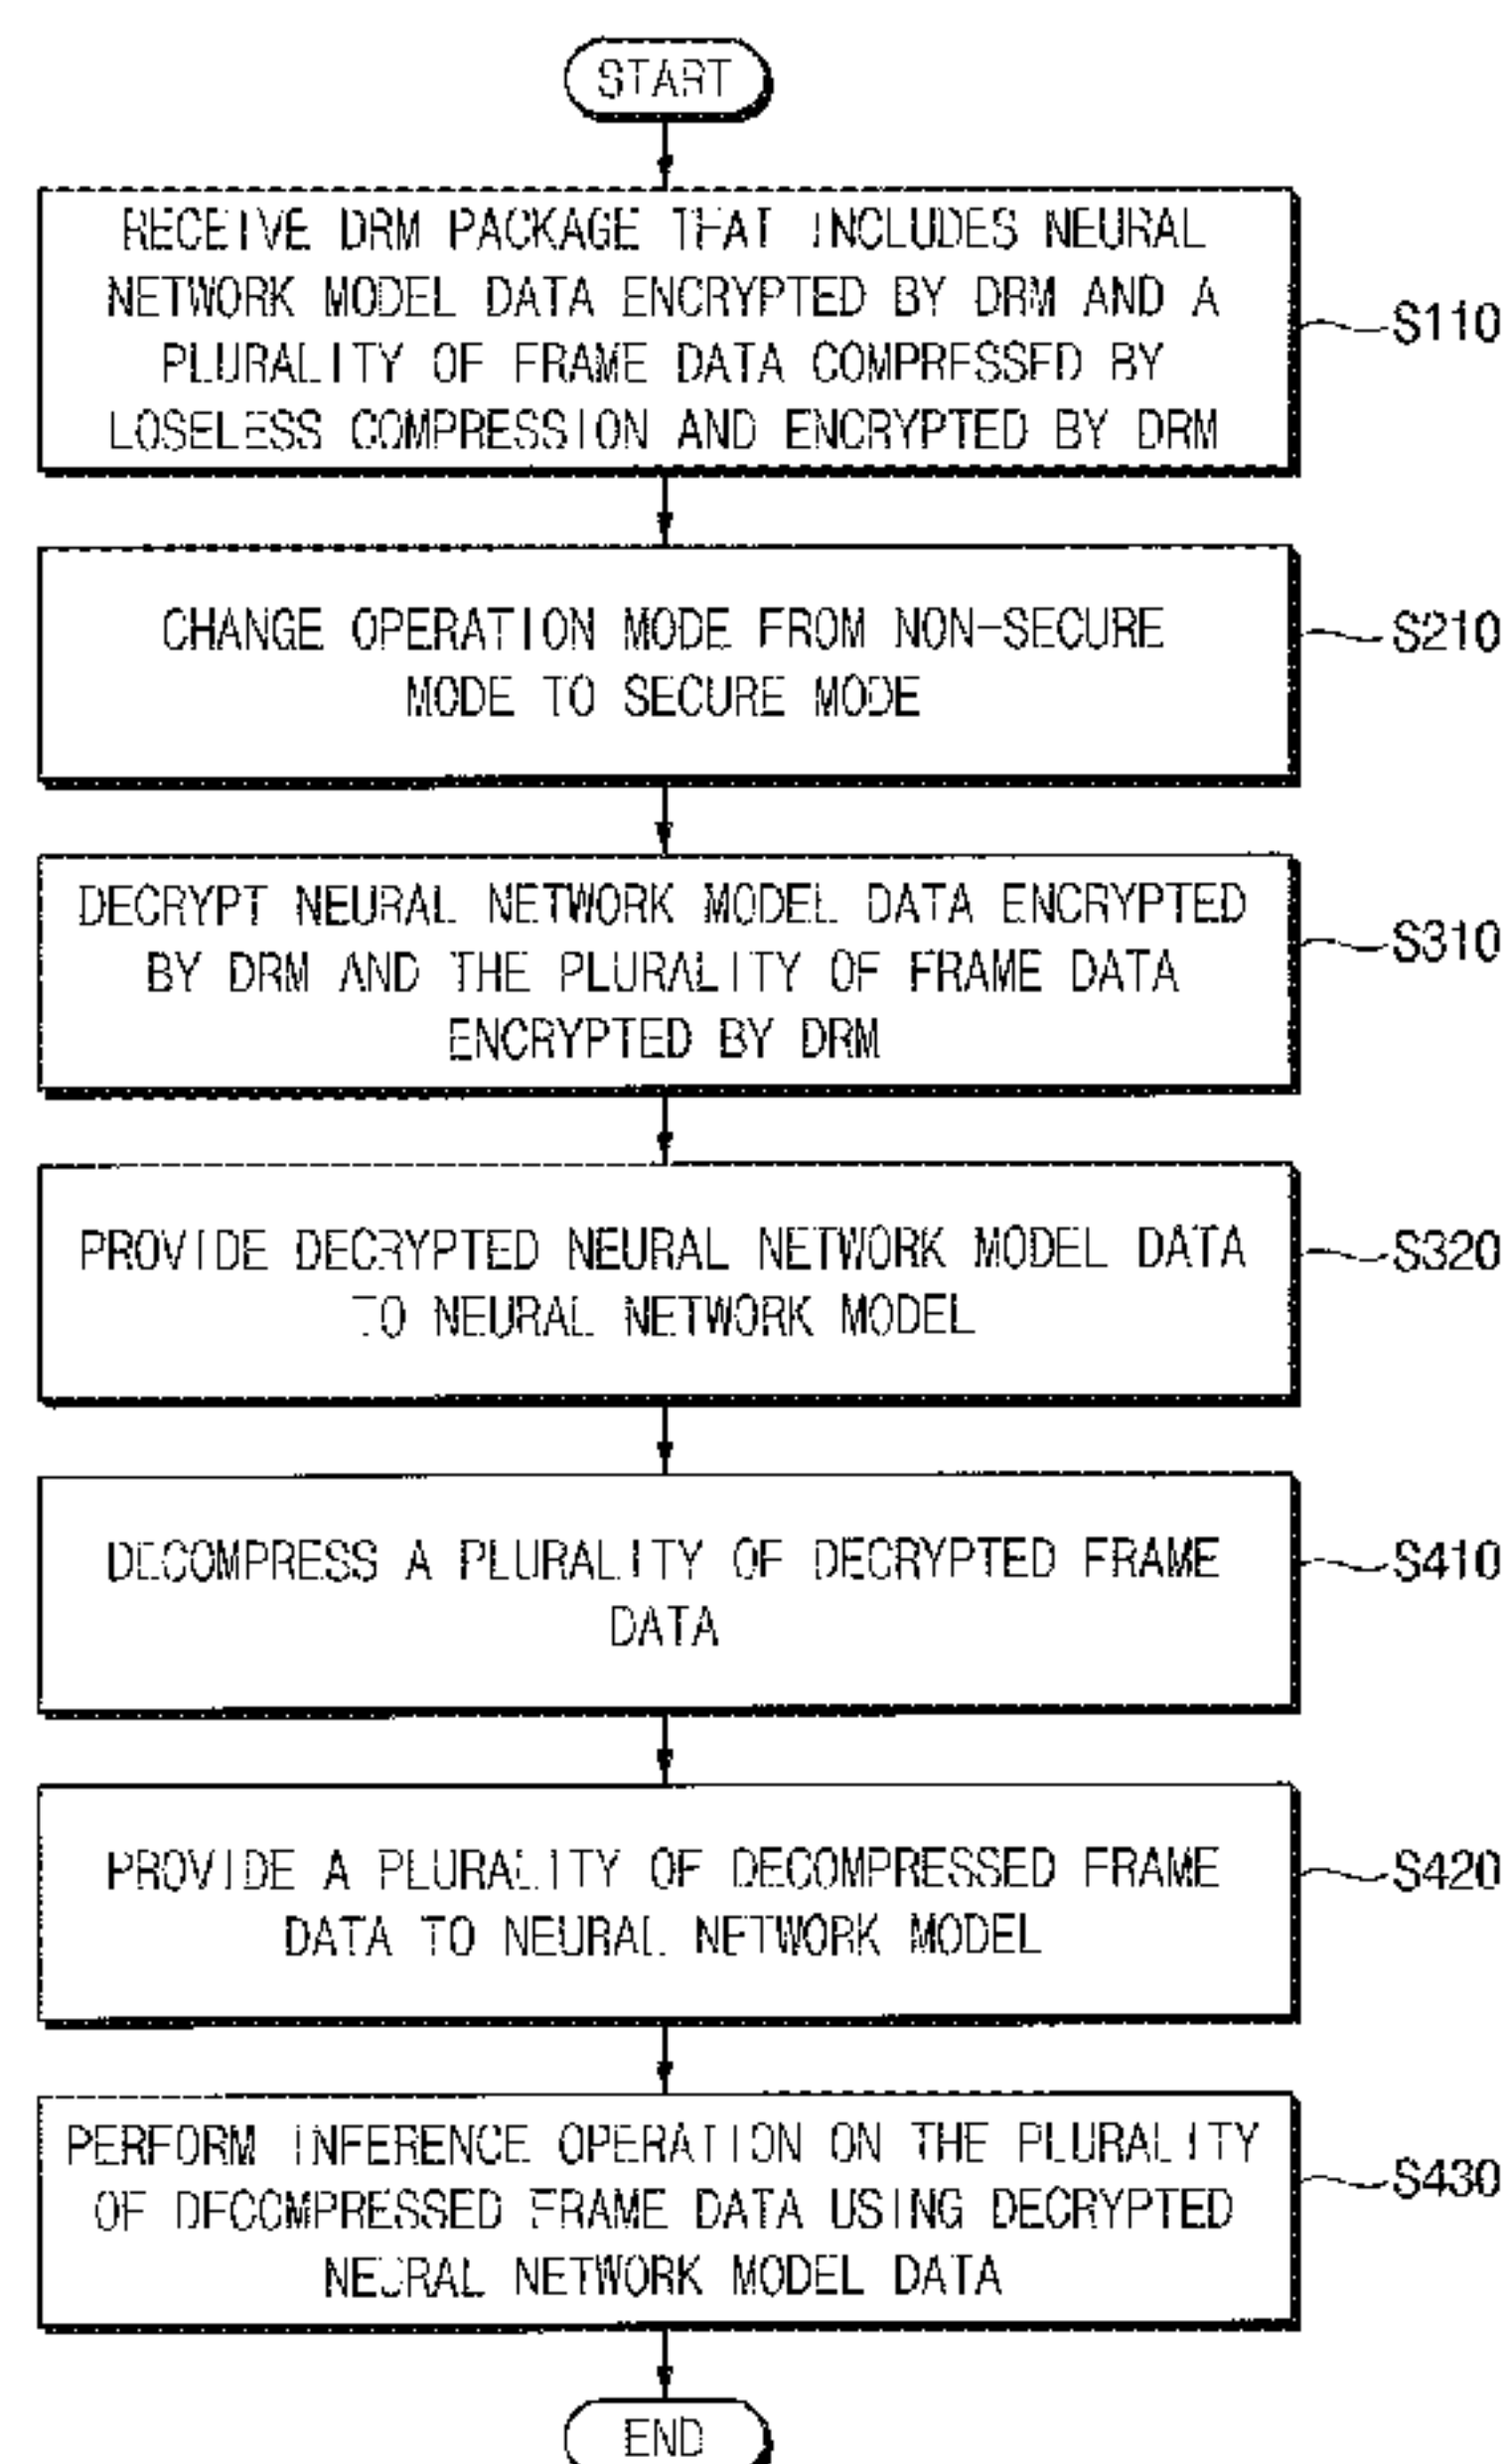 START
RECEIVE DRM PACKAGE THAT INCLUDES NEURAL
NETWORK MODEL DATA ENCRYPTED BY DRM AND A
PLURALITY OF FRAME DATA COMPRESSED BY
LOSELESS COMPRESSION AND ENCRYPTED BY DRM
S110
CHANGE OPERATION MODE FROM NON-SECURE
MODE TO SECURE MODE
S210
DECRYPT NEURAL NETWORK MODEL DATA ENCRYPTED
BY DRM AND THE PLURALITY OF FRAME DATA
ENCRYPTED BY DRM
S310
PROVIDE DECRYPTED NEURAL NETWORK MODEL DATA
TO NEURAL NETWORK MODEL
S320
DECOMPRESS A PLURALITY OF DECRYPTED FRAME
DATA
S410
PROVIDE A PLURALITY OF DECOMPRESSED FRAME
DATA TO NEURAL NETWORK MODEL
S420
PERFORM INFERENCE OPERATION ON THE PLURALITY
OF DECOMPRESSED FRAME DATA USING DECRYPTED
NEURAL NETWORK MODEL DATA
S430
END